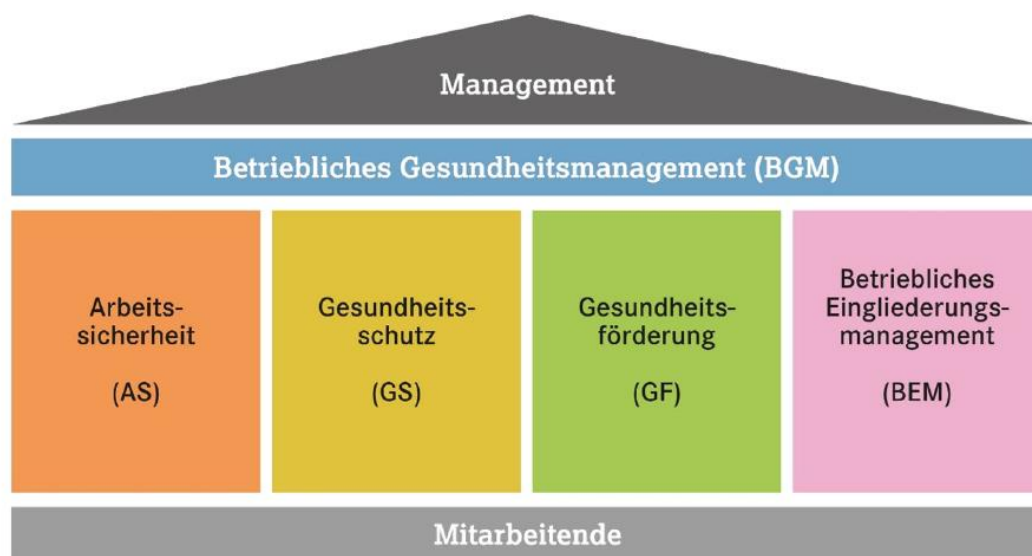 Management
Betriebliches Gesundheitsmanagement (BGM)
Arbeits-
sicherheit
(AS)
Gesundheits-
schutz
(GS)
Gesundheits-
förderung
(GF)
Betriebliches
Eingliederungs-
management
(BEM)
Mitarbeitende